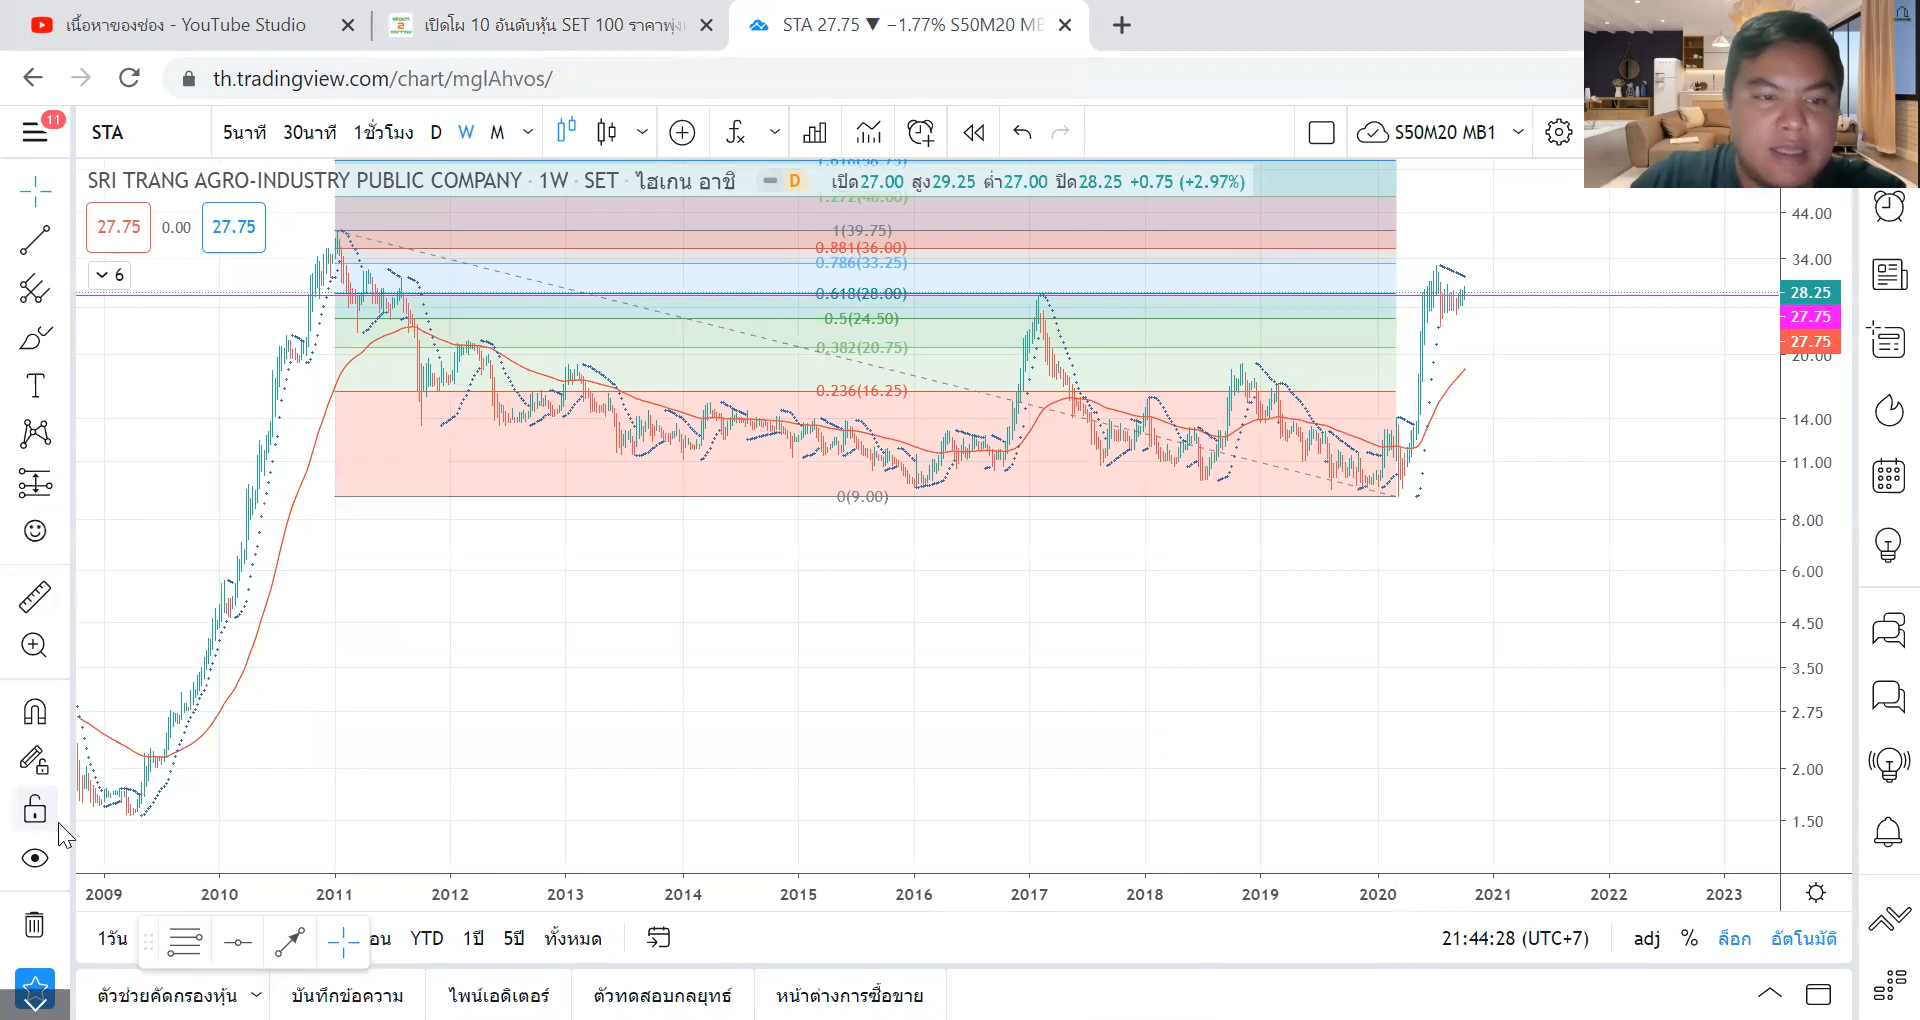 เนื้อหาของช่อง - YouTube Studio
เปิดโผ 10 อันดับหุ้น SET 100 ราคาพุ่ง
STA 27.75 ▼ −1.77% S50M20 MB
th.tradingview.com/chart/mglAhvos/
11
STA
5นาที 30นาที 1ชั่วโมง D W M
S50M20 MB1
SRI TRANG AGRO-INDUSTRY PUBLIC COMPANY · 1W · SET · ไฮเกน อาชิ
D
เปิด27.00 สูง29.25 ต่ำ27.00 ปิด28.25 +0.75 (+2.97%)
27.75 0.00 27.75
6
1.618(58.75)
1.272(48.00)
1(39.75)
0.881(36.00)
0.786(33.25)
0.618(28.00)
0.5(24.50)
0.382(20.75)
0.236(16.25)
0(9.00)
44.00
34.00
28.25
27.75
27.75
20.00
14.00
11.00
8.00
6.00
4.50
3.50
2.75
2.00
1.50
2009 2010 2011 2012 2013 2014 2015 2016 2017 2018 2019 2020 2021 2022 2023
1วัน
อน YTD 1ปี 5ปี ทั้งหมด
21:44:28 (UTC+7) adj % ล็อก อัตโนมัติ
ตัวช่วยคัดกรองหุ้น บันทึกข้อความ ไพน์เอดิเตอร์ ตัวทดสอบกลยุทธ์ หน้าต่างการซื้อขาย